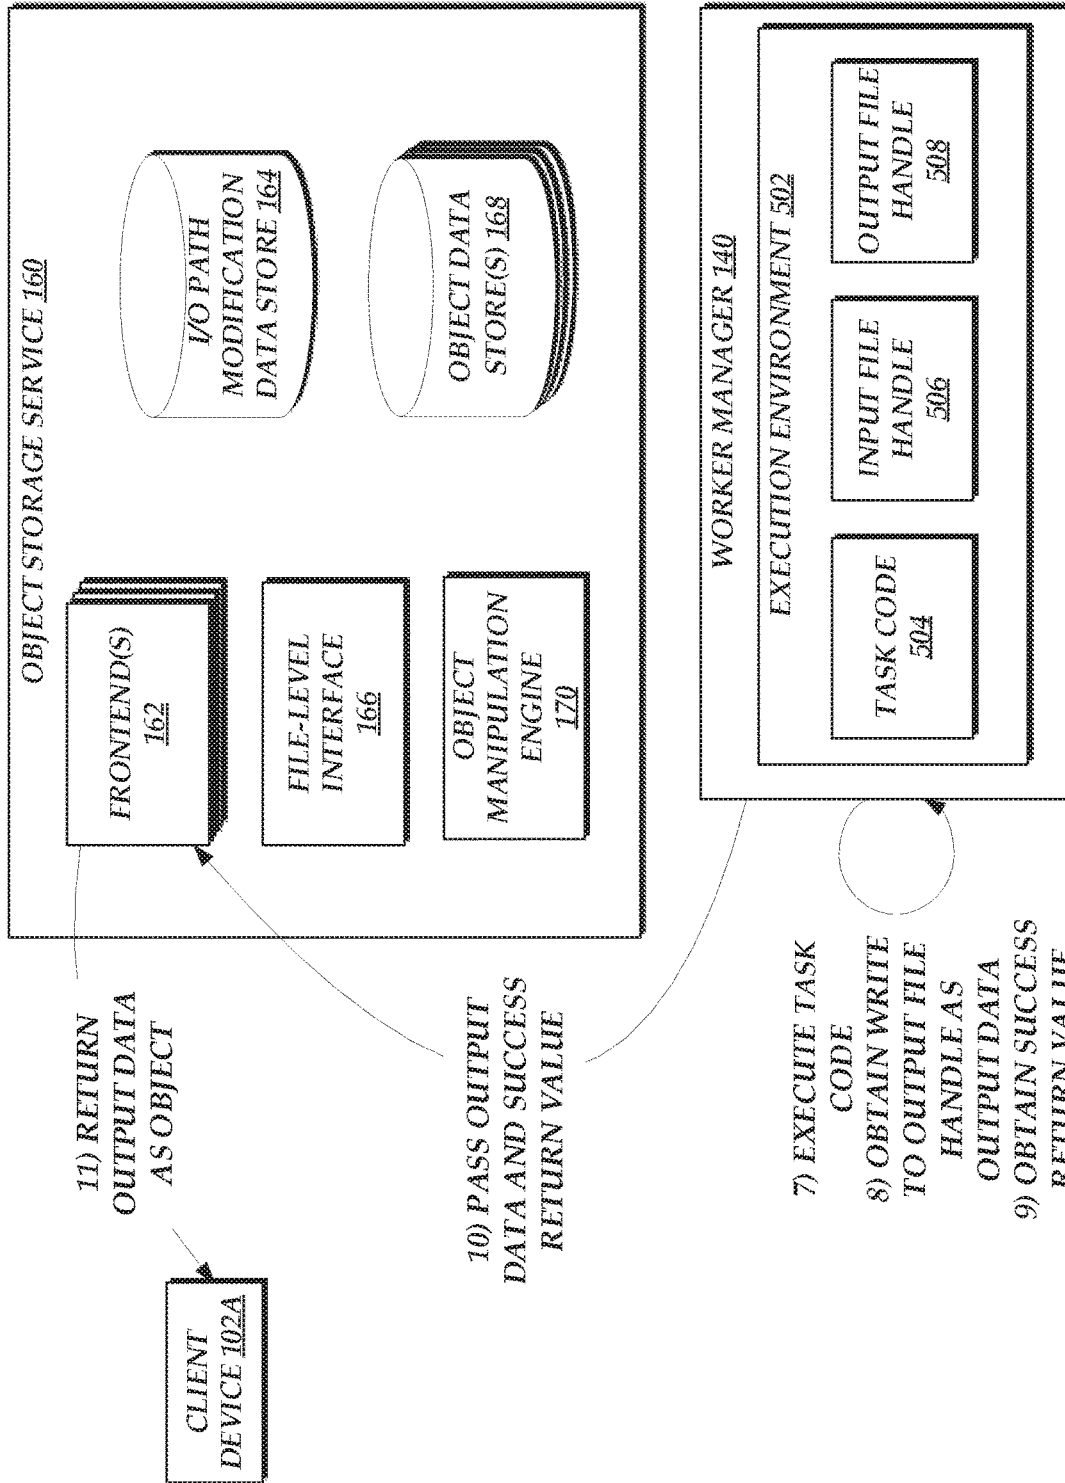 OBJECT STORAGE SERVICE 160
FRONTEND(S)
162
FILE-LEVEL
INTERFACE
166
OBJECT
MANIPULATION
ENGINE
170
I/O PATH
MODIFICATION
DATA STORE 164
OBJECT DATA
STORE(S) 168
11) RETURN
OUTPUT DATA
AS OBJECT
CLIENT
DEVICE 102A
10) PASS OUTPUT
DATA AND SUCCESS
RETURN VALUE
WORKER MANAGER 140
EXECUTION ENVIRONMENT 502
TASK CODE
504
INPUT FILE
HANDLE
506
OUTPUT FILE
HANDLE
508
7) EXECUTE TASK
CODE
8) OBTAIN WRITE
TO OUTPUT FILE
HANDLE AS
OUTPUT DATA
9) OBTAIN SUCCESS
RETURN VALUE